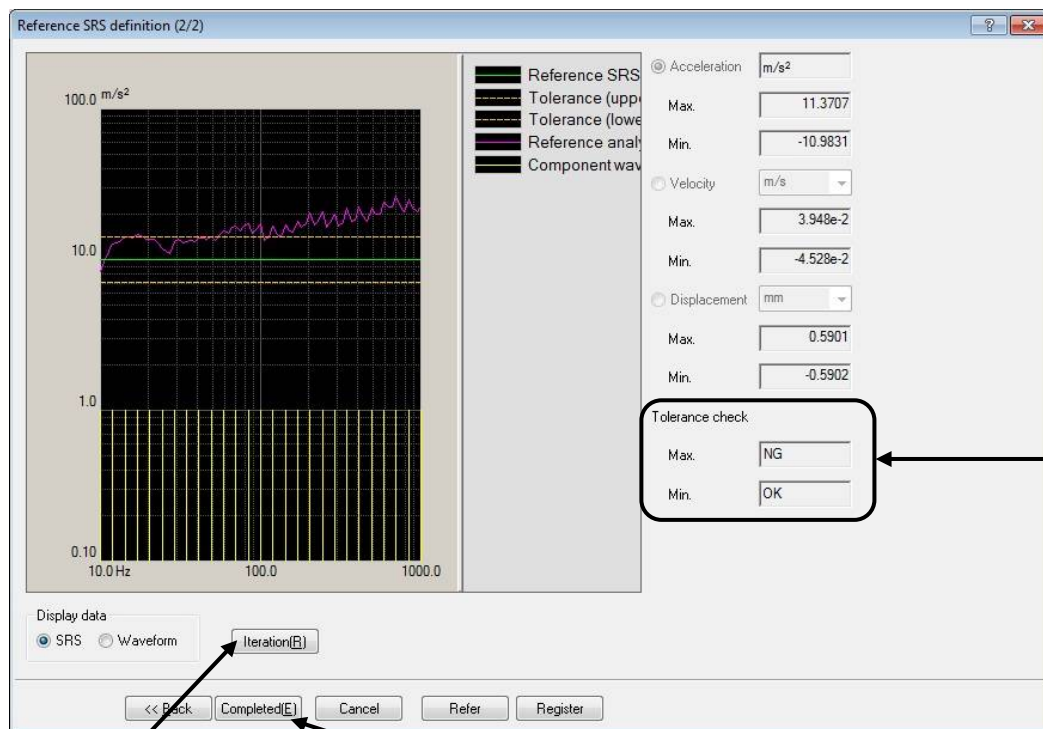 Reference SRS definition (2/2)
100.0 m/s²
10.0
1.0
0.10
10.0 Hz 100.0 1000.0
Reference SRS
Tolerance (upp
Tolerance (lowe
Reference analy
Component wav
Acceleration m/s²
Max. 11.3707
Min. -10.9831
Velocity m/s
Max. 3.948e-2
Min. -4.528e-2
Displacement mm
Max. 0.5901
Min. -0.5902
Tolerance check
Max. NG
Min. OK
Display data
SRS Waveform Iteration(R)
<< Back Completed(E) Cancel Refer Register